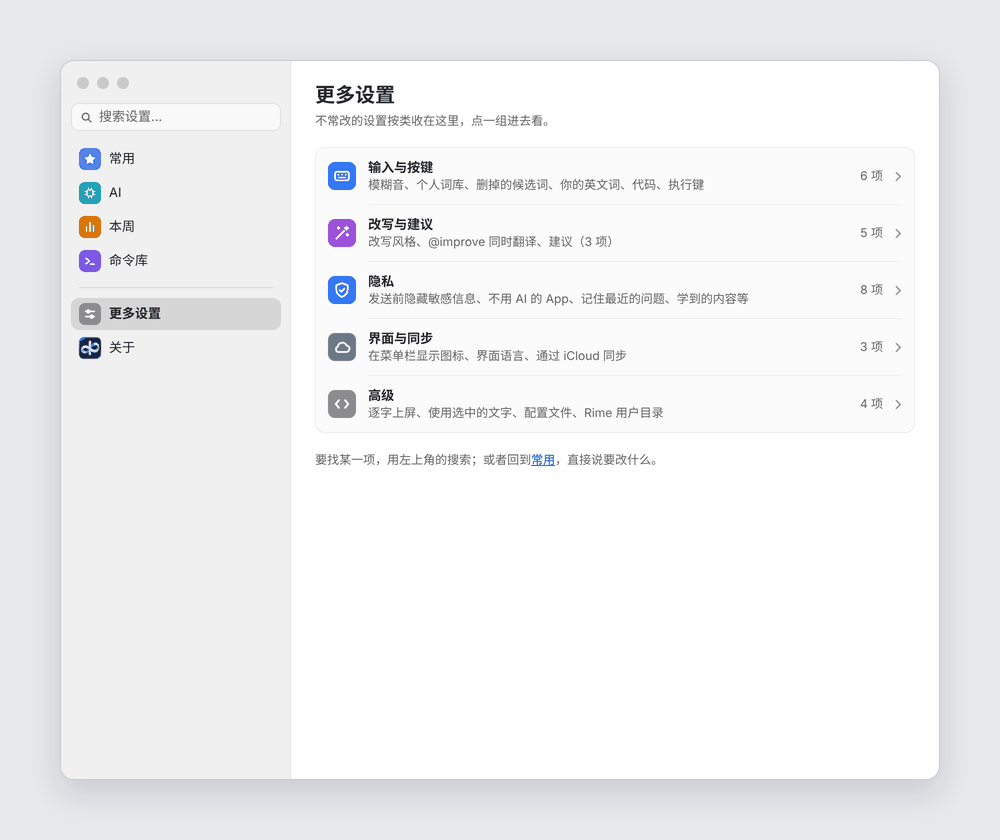 搜索设置...
常用
AI
本周
命令库
更多设置
关于
更多设置
不常改的设置按类收在这里，点一组进去看。
输入与按键
模糊音、个人词库、删掉的候选词、你的英文词、代码、执行键
6 项
改写与建议
改写风格、@improve 同时翻译、建议（3 项）
5 项
隐私
发送前隐藏敏感信息、不用 AI 的 App、记住最近的问题、学到的内容等
8 项
界面与同步
在菜单栏显示图标、界面语言、通过 iCloud 同步
3 项
高级
逐字上屏、使用选中的文字、配置文件、Rime 用户目录
4 项
要找某一项，用左上角的搜索；或者回到常用，直接说要改什么。